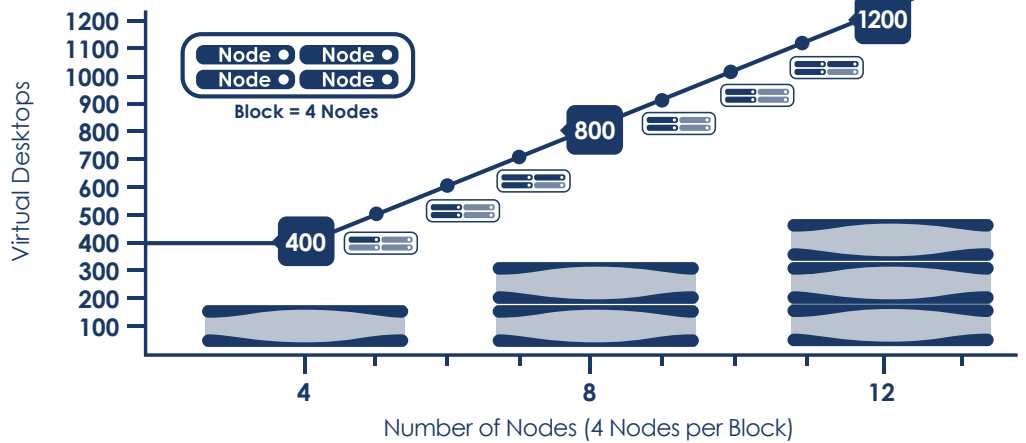 1200
1100
1000
900
800
700
600
500
400
300
200
100
Virtual Desktops
Node Node
Node Node
Block = 4 Nodes
400
800
1200
4 8 12
Number of Nodes (4 Nodes per Block)